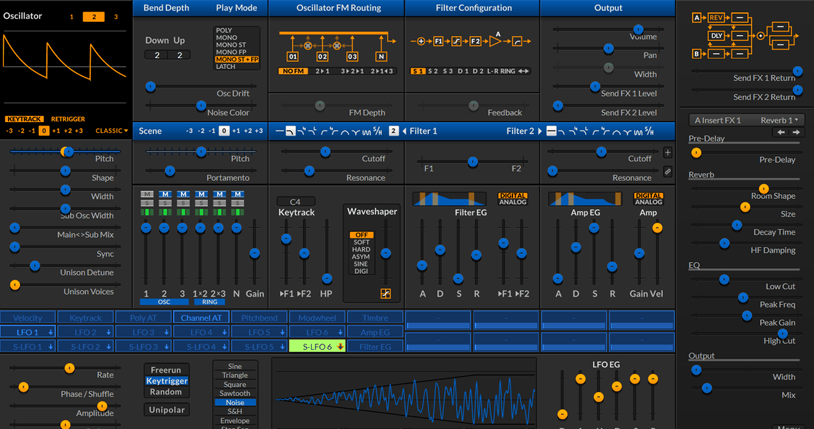 Oscillator 1 2 3
KEYTRACK RETRIGGER
-3 -2 -1 0 +1 +2 +3 CLASSIC
Pitch
Shape
Width
Sub Osc Width
Main<>Sub Mix
Sync
Unison Detune
Unison Voices
Bend Depth Play Mode
Down Up
2 2
POLY
MONO
MONO ST
MONO FP
MONO ST + FP
LATCH
Osc Drift
Noise Color
Oscillator FM Routing
01 02 03 N
NO FM 2▸1 3▸2▸1 2▸1◂3
FM Depth
Filter Configuration
F1 F2 A
S 1 S 2 S 3 D 1 D 2 L-R RING
Feedback
Output
Volume
Pan
Width
Send FX 1 Level
Send FX 2 Level
A REV
DLY
B
Send FX 1 Return
Send FX 2 Return
Scene -3 -2 -1 0 +1 +2 +3
Pitch
Portamento
2 Filter 1 Filter 2
Cutoff
Resonance
F1 F2
Cutoff
Resonance
M M M M M M
S S S S S S
1 2 3 1×2 2×3 N Gain
OSC RING
C4
Keytrack
▸F1 ▸F2 HP
Waveshaper
OFF
SOFT
HARD
ASYM
SINE
DIGI
DIGITAL
ANALOG
Filter EG
A D S R ▸F1 ▸F2
DIGITAL
ANALOG
Amp EG Amp
A D S R Gain Vel
A Insert FX 1 Reverb 1 *
Pre-Delay
Pre-Delay
Reverb
Room Shape
Size
Decay Time
HF Damping
EQ
Low Cut
Peak Freq
Peak Gain
High Cut
Output
Width
Mix
Velocity Keytrack Poly AT Channel AT Pitchbend Modwheel Timbre
LFO 1 LFO 2 LFO 3 LFO 4 LFO 5 LFO 6 Amp EG
S-LFO 1 S-LFO 2 S-LFO 3 S-LFO 4 S-LFO 5 S-LFO 6 Filter EG
Rate
Phase / Shuffle
Amplitude
Freerun
Keytrigger
Random
Unipolar
Sine
Triangle
Square
Sawtooth
Noise
S&H
Envelope
LFO EG
Menu